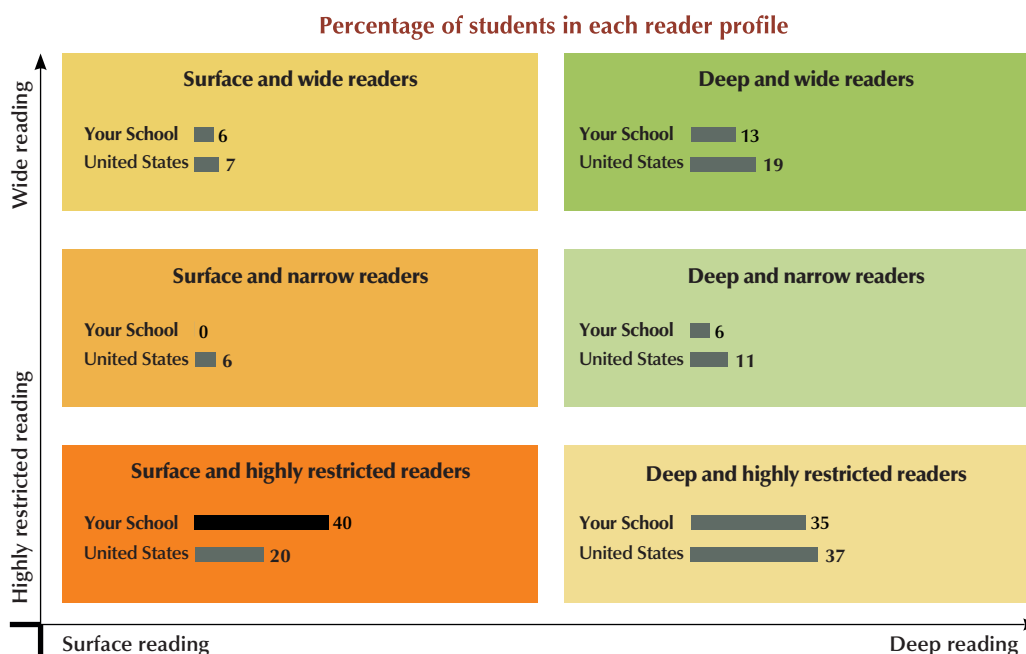 Percentage of students in each reader profile
Wide reading
Highly restricted reading
Surface and wide readers
Your School 6
United States 7
Deep and wide readers
Your School 13
United States 19
Surface and narrow readers
Your School 0
United States 6
Deep and narrow readers
Your School 6
United States 11
Surface and highly restricted readers
Your School 40
United States 20
Deep and highly restricted readers
Your School 35
United States 37
Surface reading
Deep reading